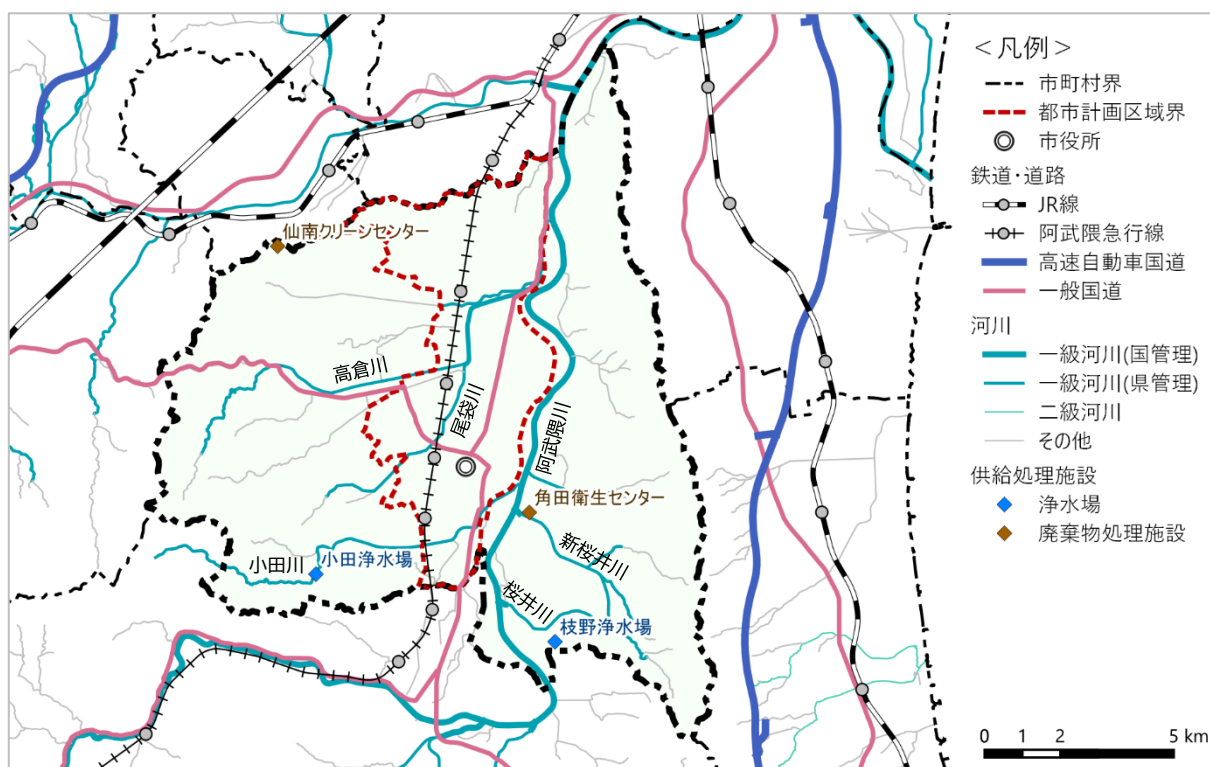 仙南クリーンセンター
高倉川
尾袋川
阿武隈川
角田衛生センター
新桜井川
小田川
小田浄水場
桜井川
枝野浄水場
＜凡例＞
市町村界
都市計画区域界
市役所
鉄道・道路
JR線
阿武隈急行線
高速自動車国道
一般国道
河川
一級河川(国管理)
一級河川(県管理)
二級河川
その他
供給処理施設
浄水場
廃棄物処理施設
0 1 2 5 km